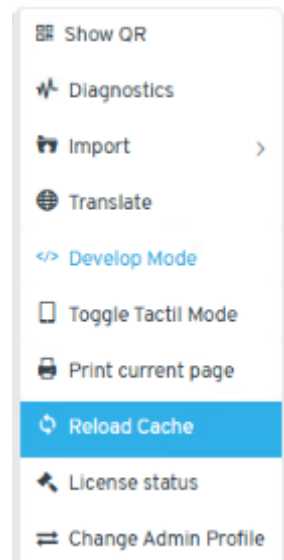 Show QR
Diagnostics
Import
Translate
Develop Mode
Toggle Tactil Mode
Print current page
Reload Cache
License status
Change Admin Profile